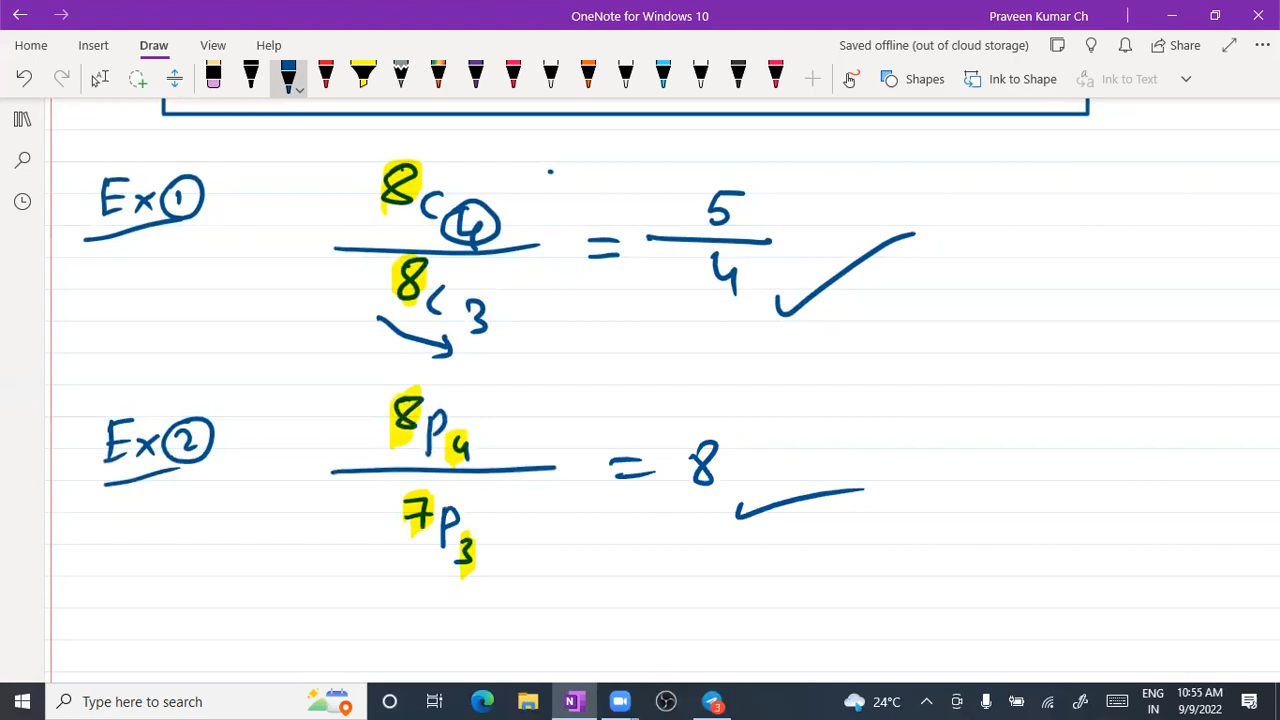 OneNote for Windows 10
Praveen Kumar Ch
Home Insert Draw View Help
Saved offline (out of cloud storage)
Share
Shapes
Ink to Shape
Ink to Text
Ex ①
8C4 / 8C3 = 5/4
Ex ②
8P4 / 7P3 = 8
Type here to search
3
24°C
ENG
IN
10:55 AM
9/9/2022